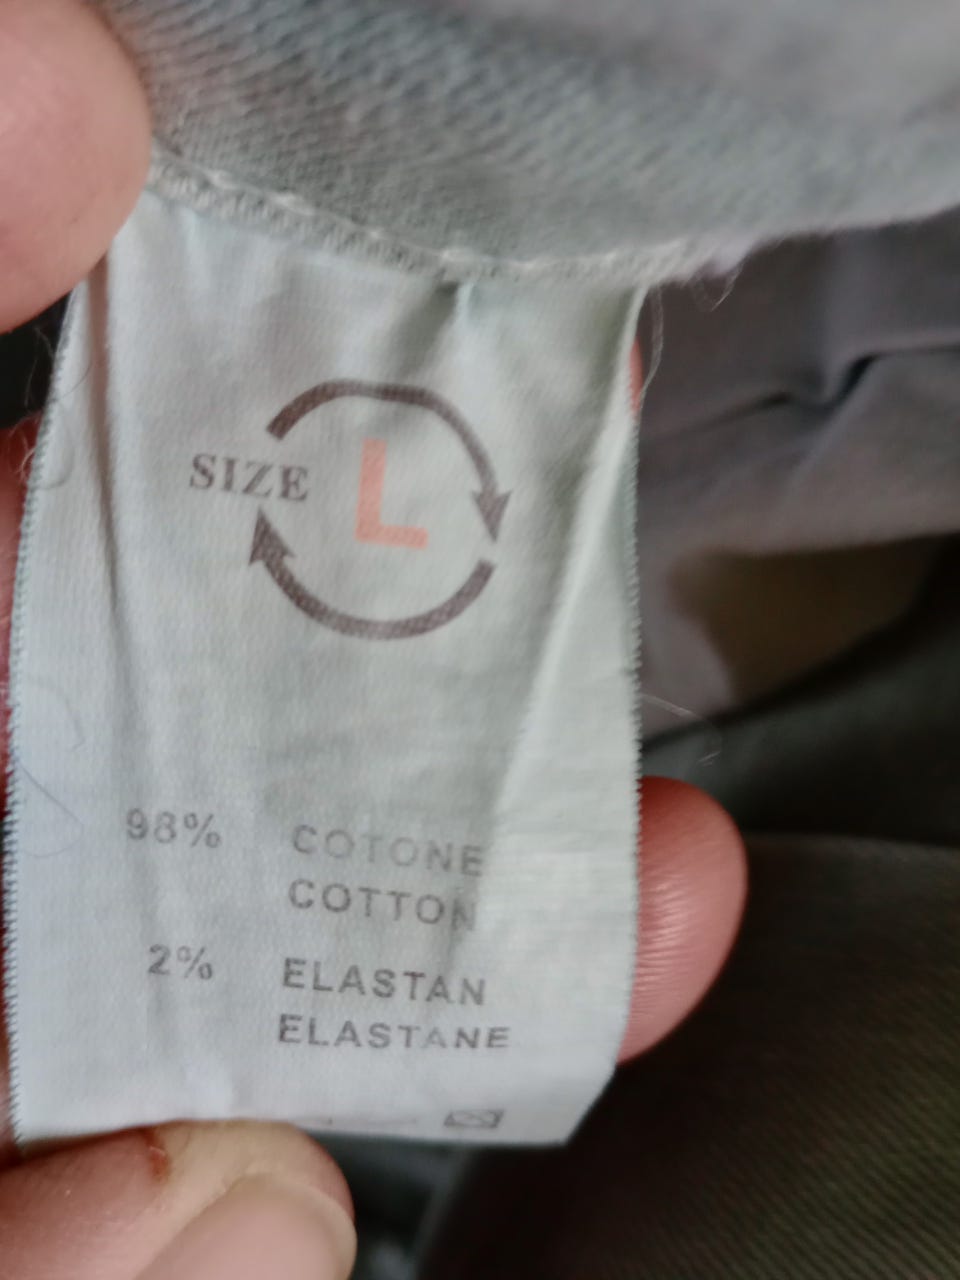 SIZE L
98% COTONE
COTTON
2% ELASTAN
ELASTANE